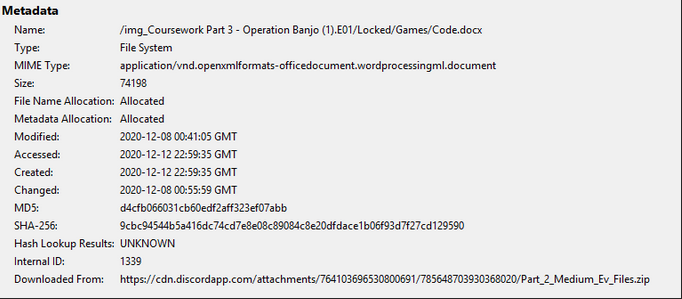 Metadata
Name: /img_Coursework Part 3 - Operation Banjo (1).E01/Locked/Games/Code.docx
Type: File System
MIME Type: application/vnd.openxmlformats-officedocument.wordprocessingml.document
Size: 74198
File Name Allocation: Allocated
Metadata Allocation: Allocated
Modified: 2020-12-08 00:41:05 GMT
Accessed: 2020-12-12 22:59:35 GMT
Created: 2020-12-12 22:59:35 GMT
Changed: 2020-12-08 00:55:59 GMT
MD5: d4cfb066031cb60edf2aff323ef07abb
SHA-256: 9cbc94544b5a416dc74cd7e8e08c89084c8e20dfdace1b06f93d7f27cd129590
Hash Lookup Results: UNKNOWN
Internal ID: 1339
Downloaded From: https://cdn.discordapp.com/attachments/764103696530800691/785648703930368020/Part_2_Medium_Ev_Files.zip